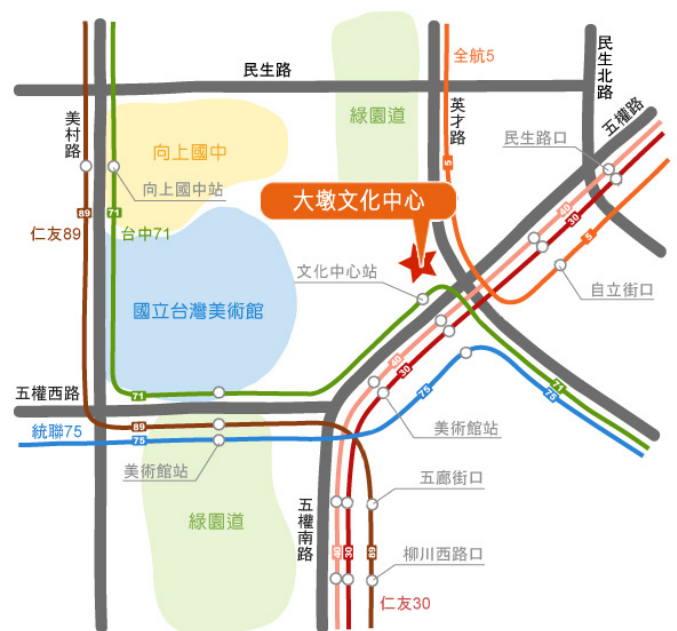 全航5
民生路
民生北路
美村路
綠園道
英才路
五權路
民生路口
向上國中
向上國中站
5
40
30
大墩文化中心
89
71
5
仁友89
台中71
文化中心站
自立街口
國立台灣美術館
40
30
五權西路
71
75
71
75
統聯75
89
75
美術館站
美術館站
五廊街口
綠園道
五權南路
40
30
89
柳川西路口
仁友30